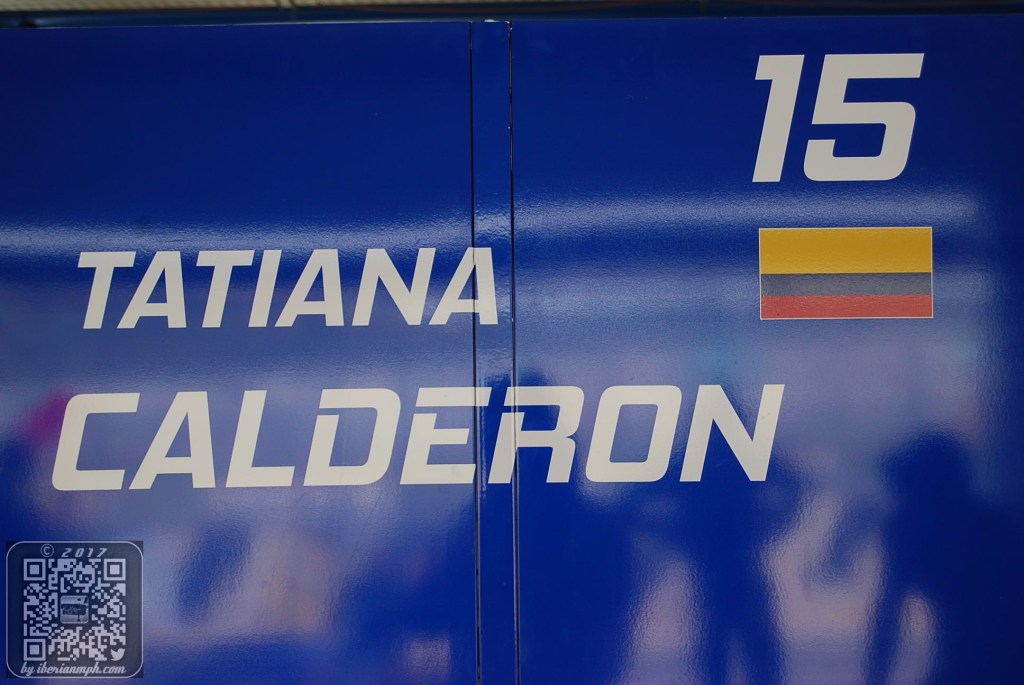 15
TATIANA
CALDERON
© 2017
by iberianmph.com